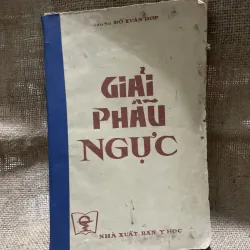 ĐỖ XUÂN HỢP
GIẢI
PHẪU
NGỰC
NHÀ XUẤT BẢN Y HỌC